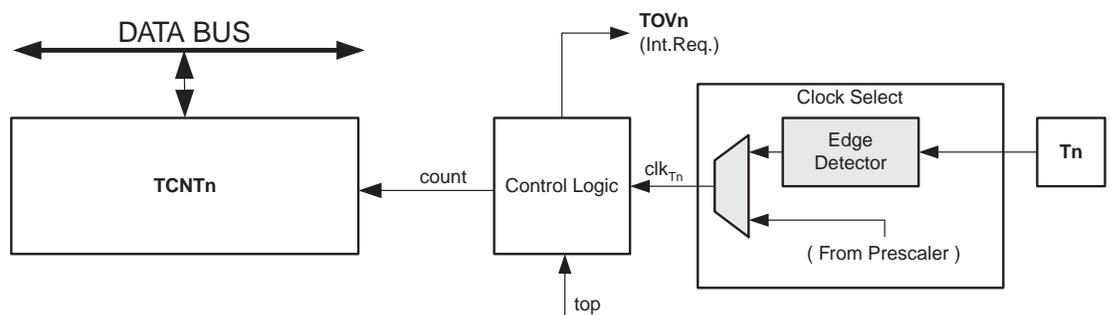 DATA BUS
TOVn
(Int.Req.)
Clock Select
TCNTn
count
Control Logic
clkTn
Edge
Detector
Tn
( From Prescaler )
top